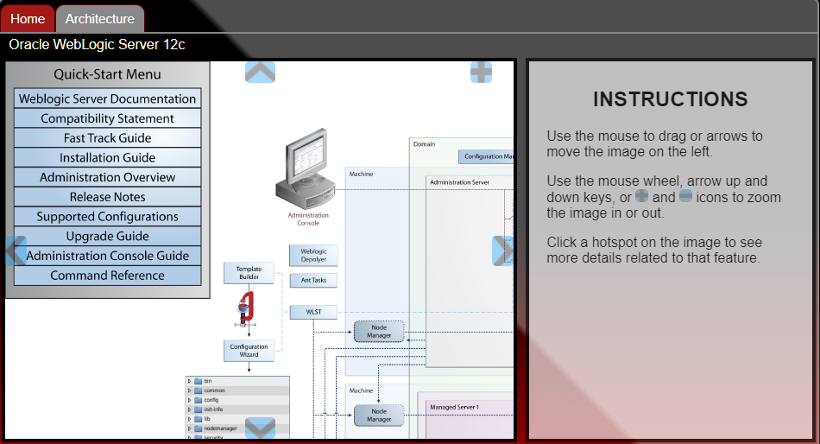 Home
Architecture
Oracle WebLogic Server 12c
Quick-Start Menu
Weblogic Server Documentation
Compatibility Statement
Fast Track Guide
Installation Guide
Administration Overview
Release Notes
Supported Configurations
Upgrade Guide
Administration Console Guide
Command Reference
Administration
Console
Weblogic
Depolyer
Ant Tasks
WLST
Template
Builder
Configuration
Wizard
bin
common
config
init-info
lib
nodemanager
security
Domain
Configuration Ma
Machine
Administration Server
Node
Manager
Machine
Node
Manager
Managed Server 1
INSTRUCTIONS
Use the mouse to drag or arrows to
move the image on the left.
Use the mouse wheel, arrow up and
down keys, or + and - icons to zoom
the image in or out.
Click a hotspot on the image to see
more details related to that feature.